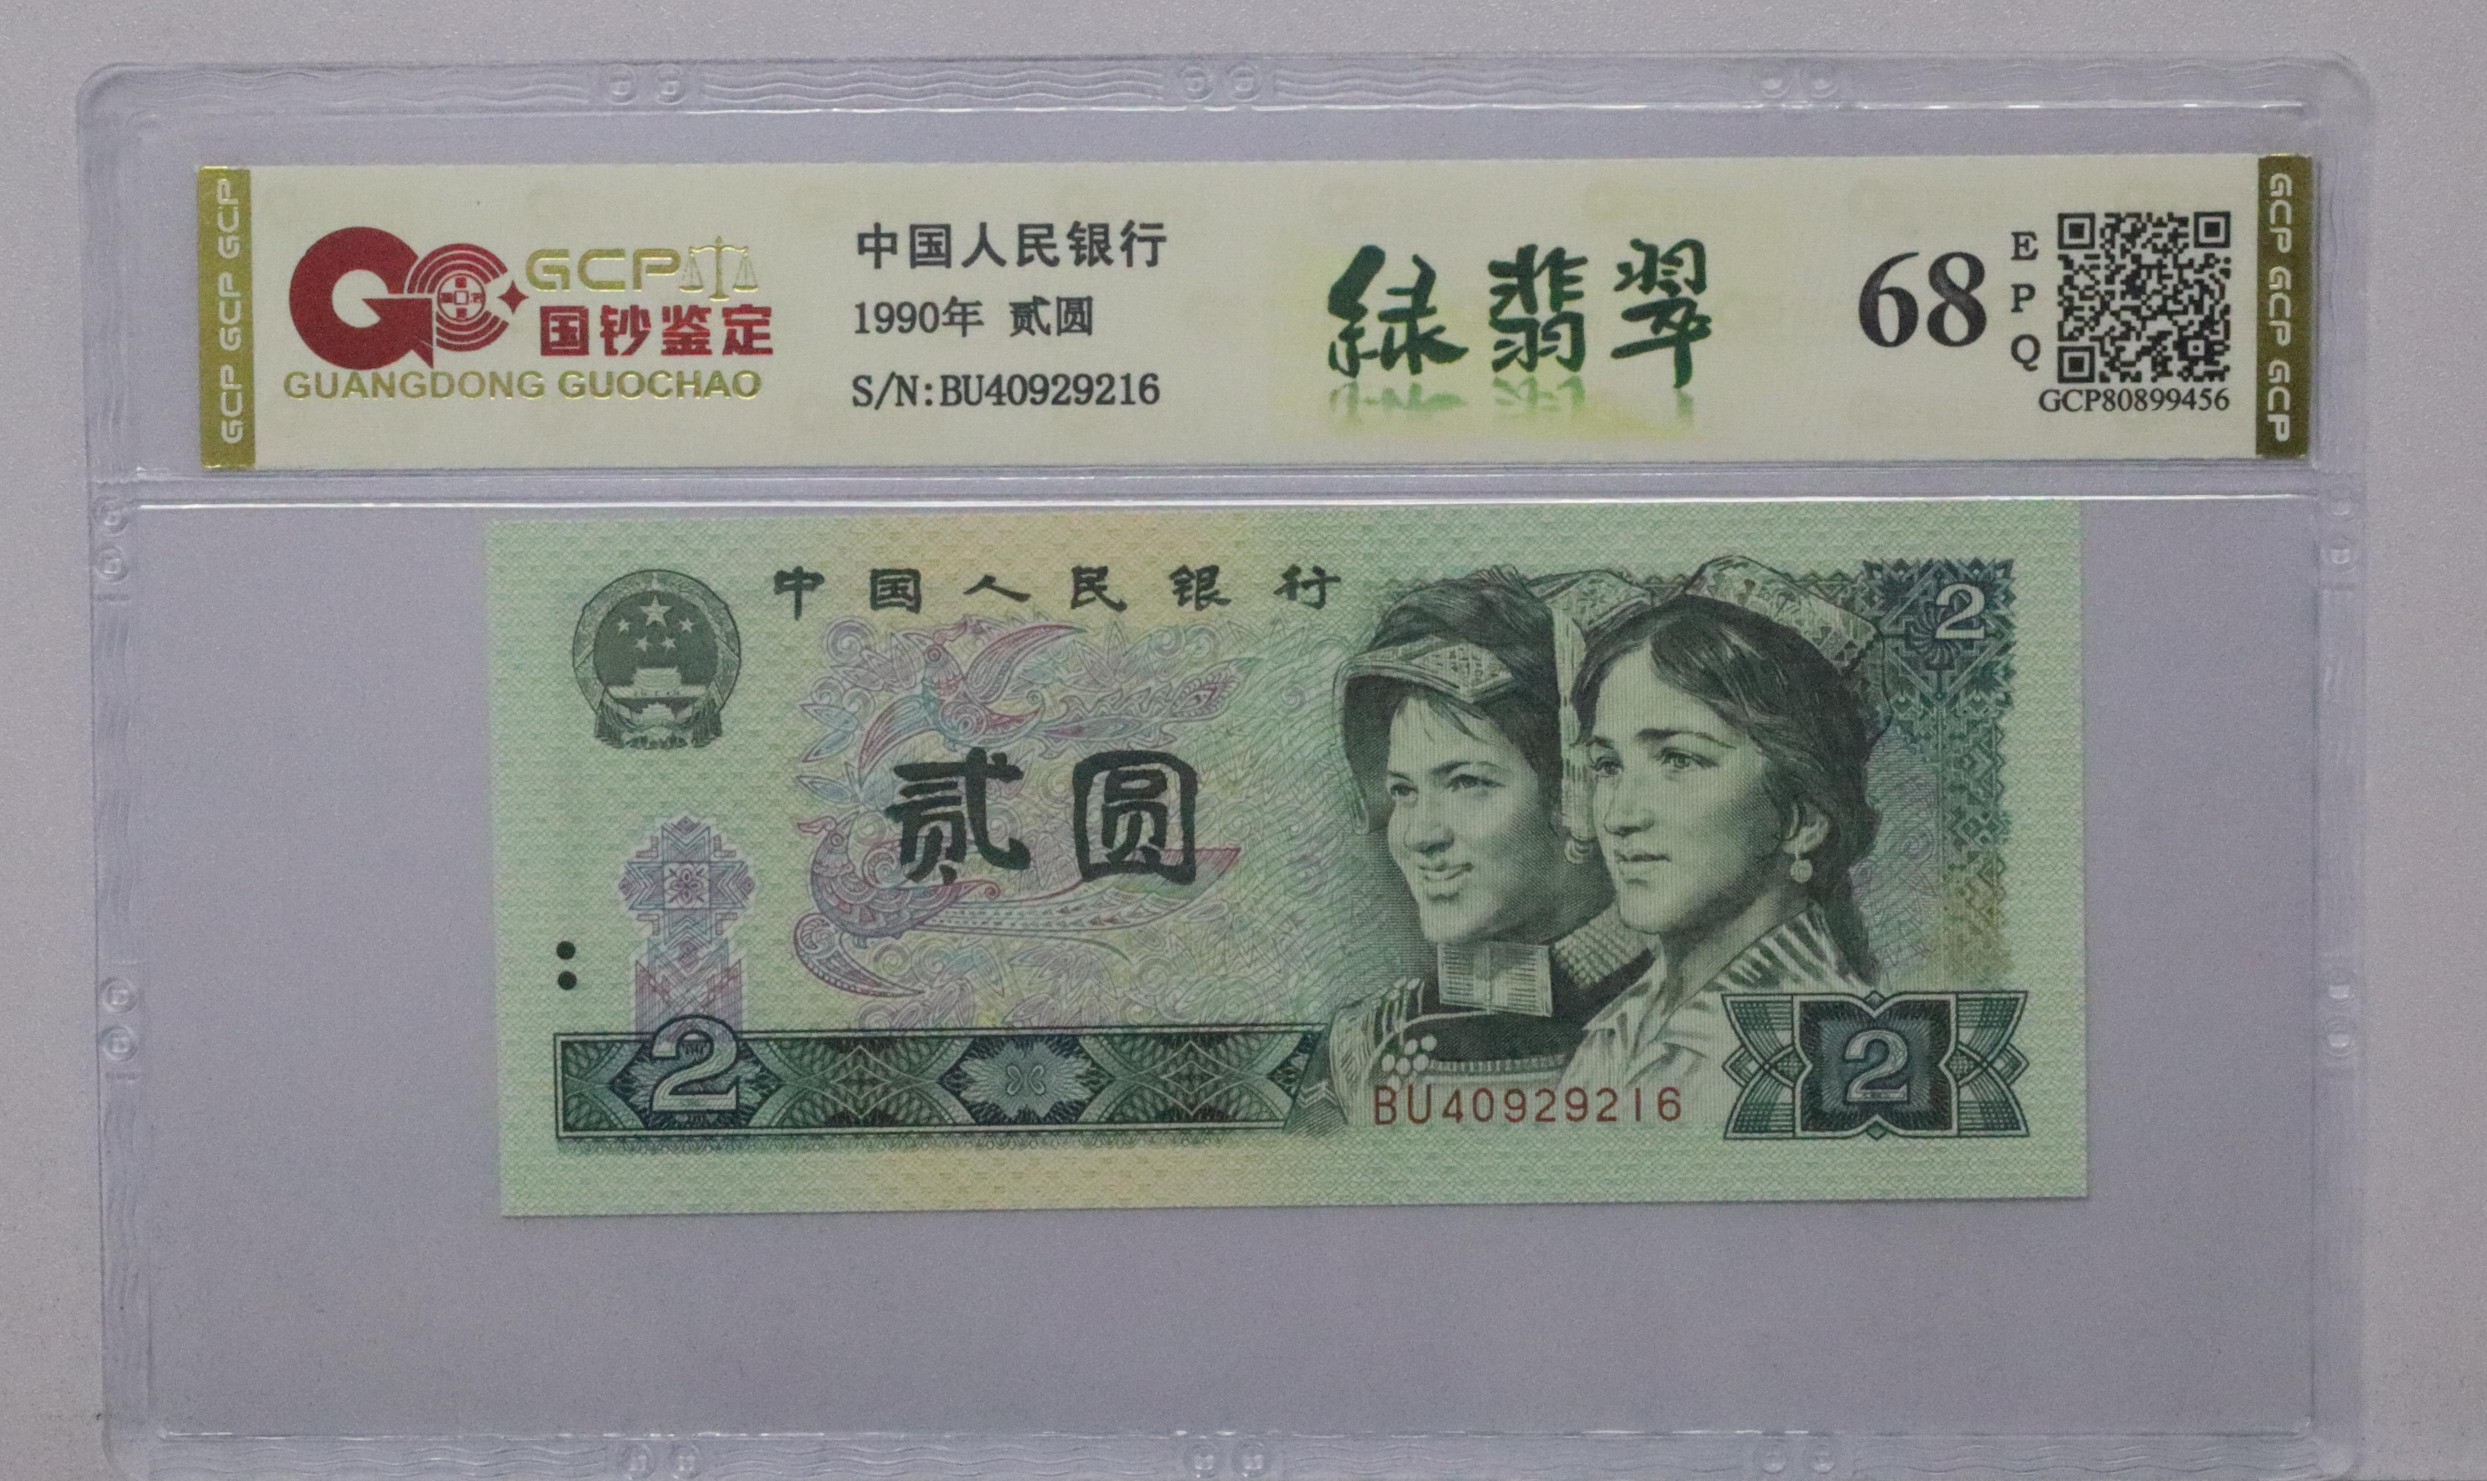 GCP GCP GCP
GCP
国钞鉴定
GUANGDONG GUOCHAO
中国人民银行
1990年 贰圆
S/N:BU40929216
绿翡翠
68
E
P
Q
GCP80899456
GCP GCP GCP
中国人民银行
2
贰圆
2
BU40929216
2